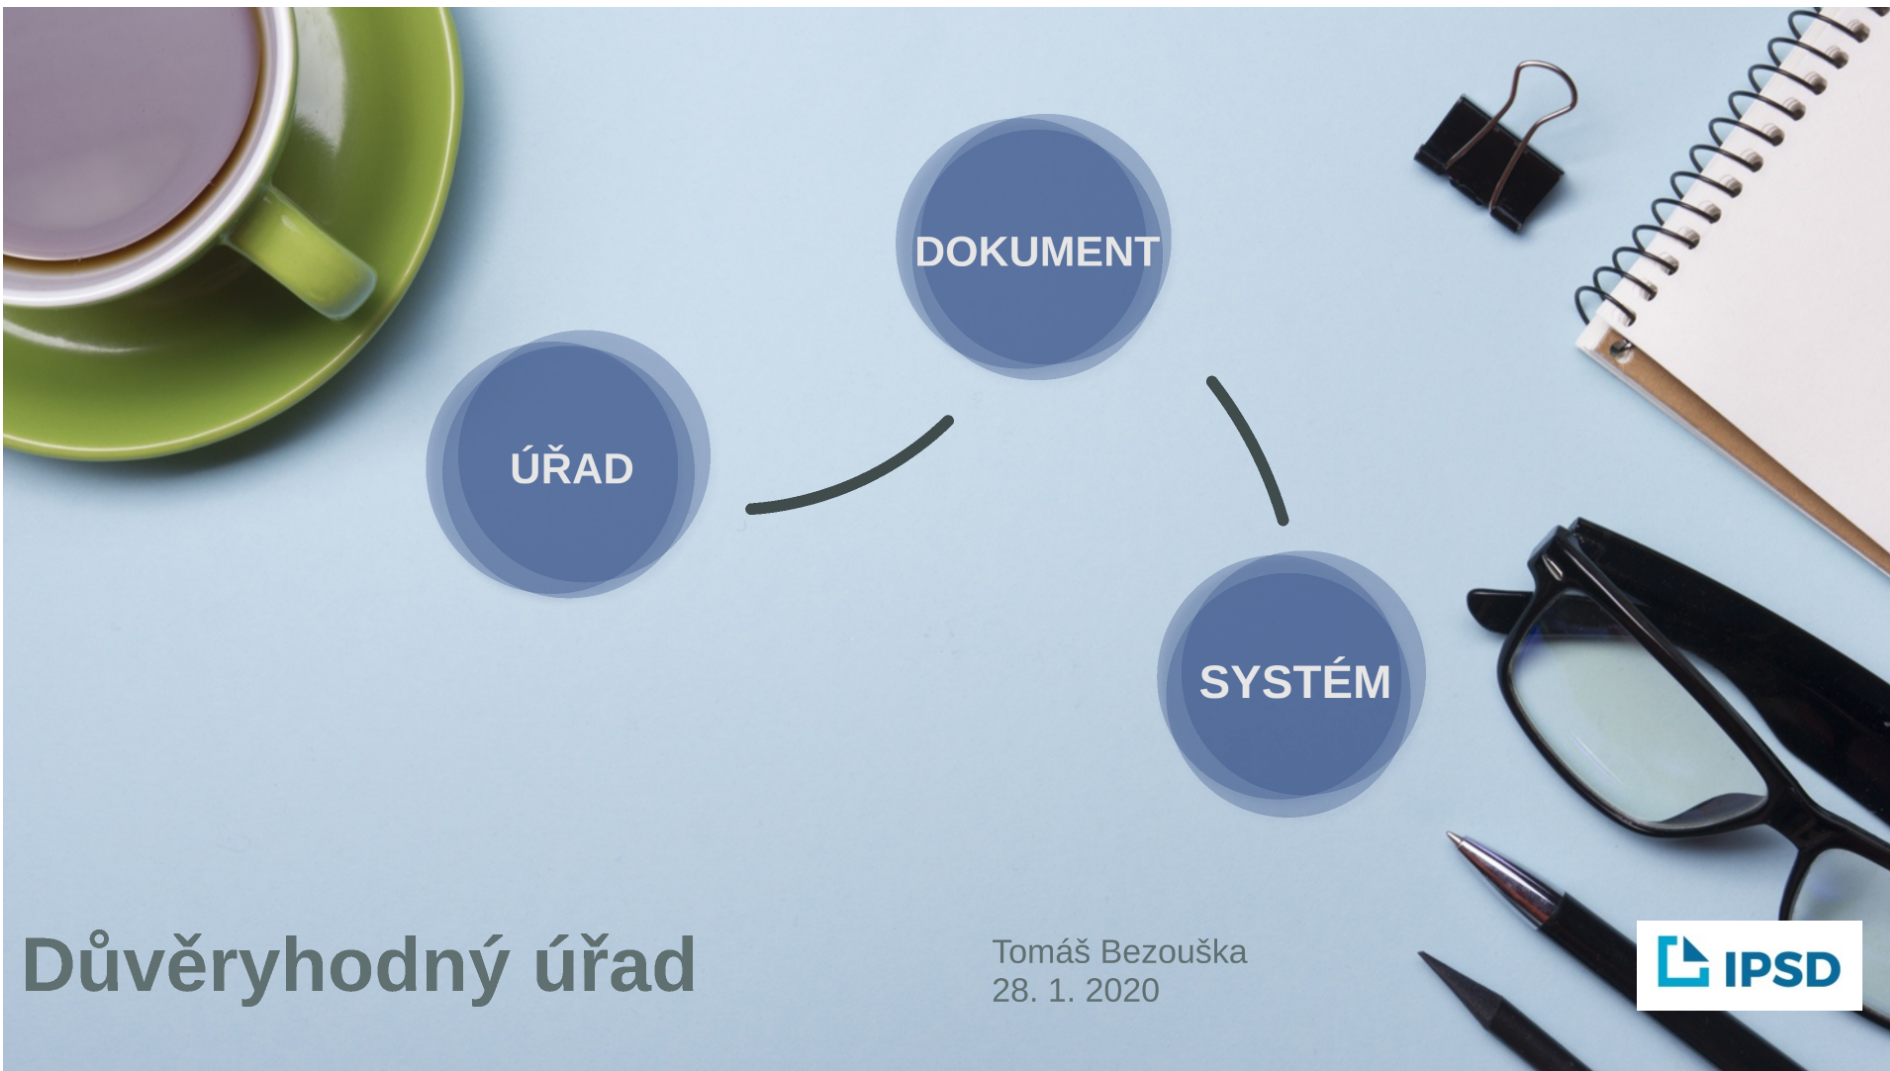 DOKUMENT
ÚŘAD
SYSTÉM
Důvěryhodný úřad
Tomáš Bezouška
28. 1. 2020
IPSD